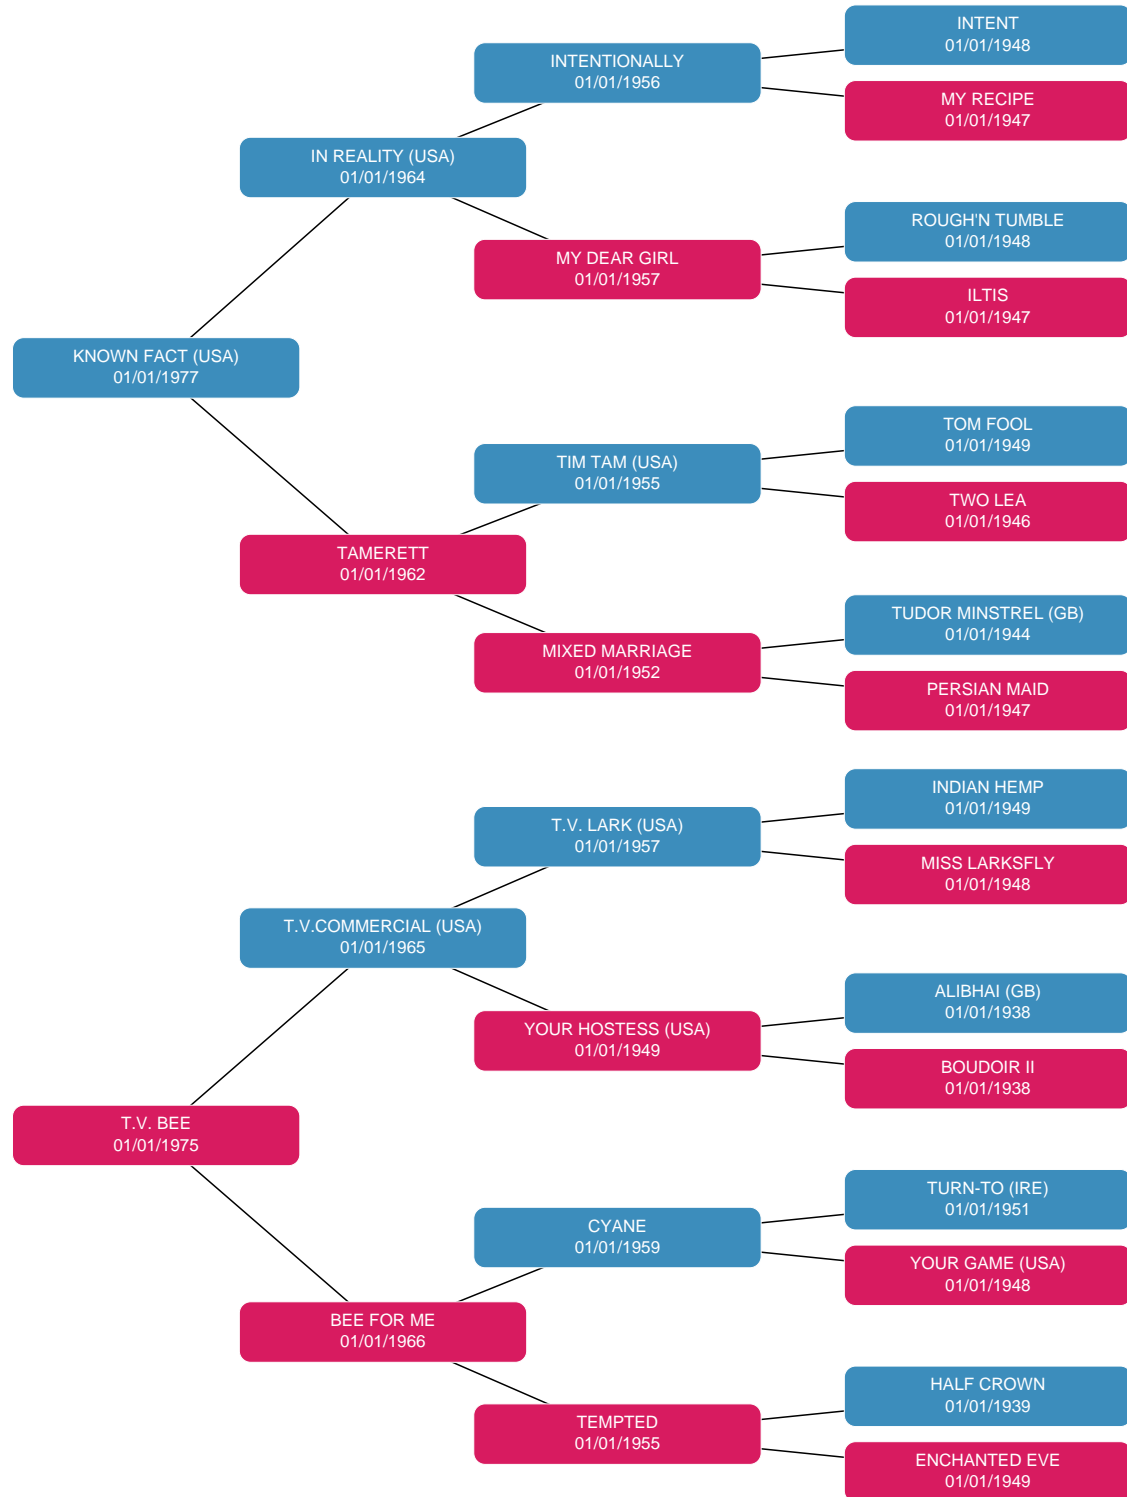 INTENT
01/01/1948
INTENTIONALLY
01/01/1956
MY RECIPE
01/01/1947
IN REALITY (USA)
01/01/1964
ROUGH'N TUMBLE
01/01/1948
MY DEAR GIRL
01/01/1957
ILTIS
01/01/1947
KNOWN FACT (USA)
01/01/1977
TOM FOOL
01/01/1949
TIM TAM (USA)
01/01/1955
TWO LEA
01/01/1946
TAMERETT
01/01/1962
TUDOR MINSTREL (GB)
01/01/1944
MIXED MARRIAGE
01/01/1952
PERSIAN MAID
01/01/1947
INDIAN HEMP
01/01/1949
T.V. LARK (USA)
01/01/1957
MISS LARKSFLY
01/01/1948
T.V.COMMERCIAL (USA)
01/01/1965
ALIBHAI (GB)
01/01/1938
YOUR HOSTESS (USA)
01/01/1949
BOUDOIR II
01/01/1938
T.V. BEE
01/01/1975
TURN-TO (IRE)
01/01/1951
CYANE
01/01/1959
YOUR GAME (USA)
01/01/1948
BEE FOR ME
01/01/1966
HALF CROWN
01/01/1939
TEMPTED
01/01/1955
ENCHANTED EVE
01/01/1949